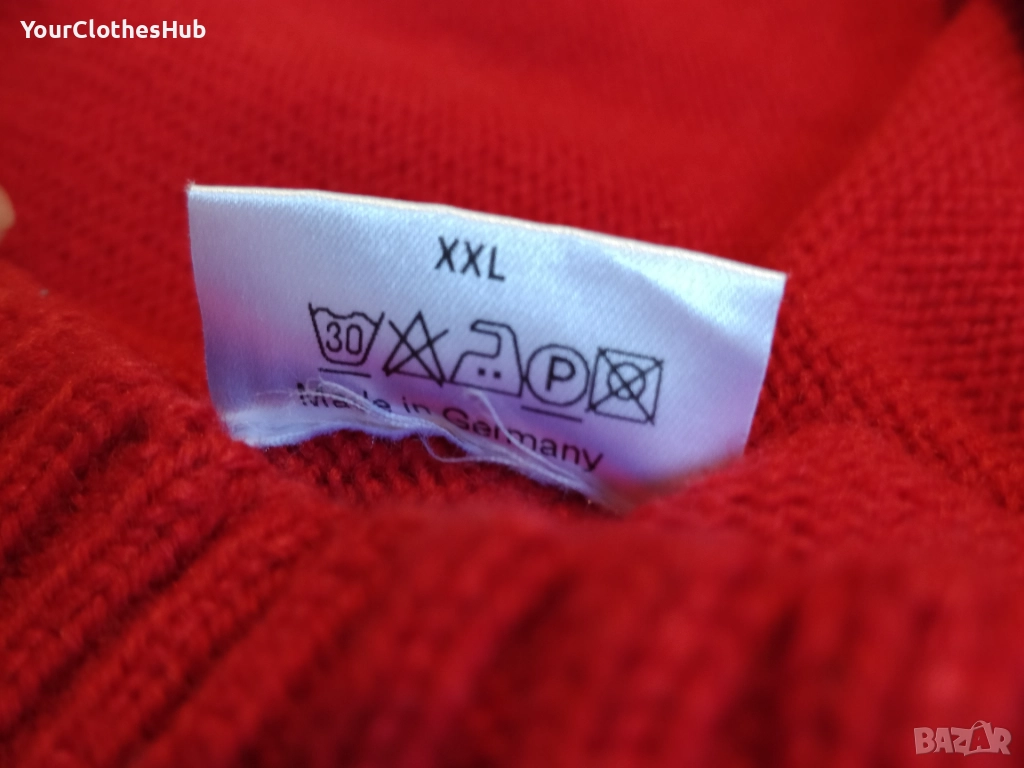 YourClothesHub
XXL
30 P
Made in Germany
BAZAR